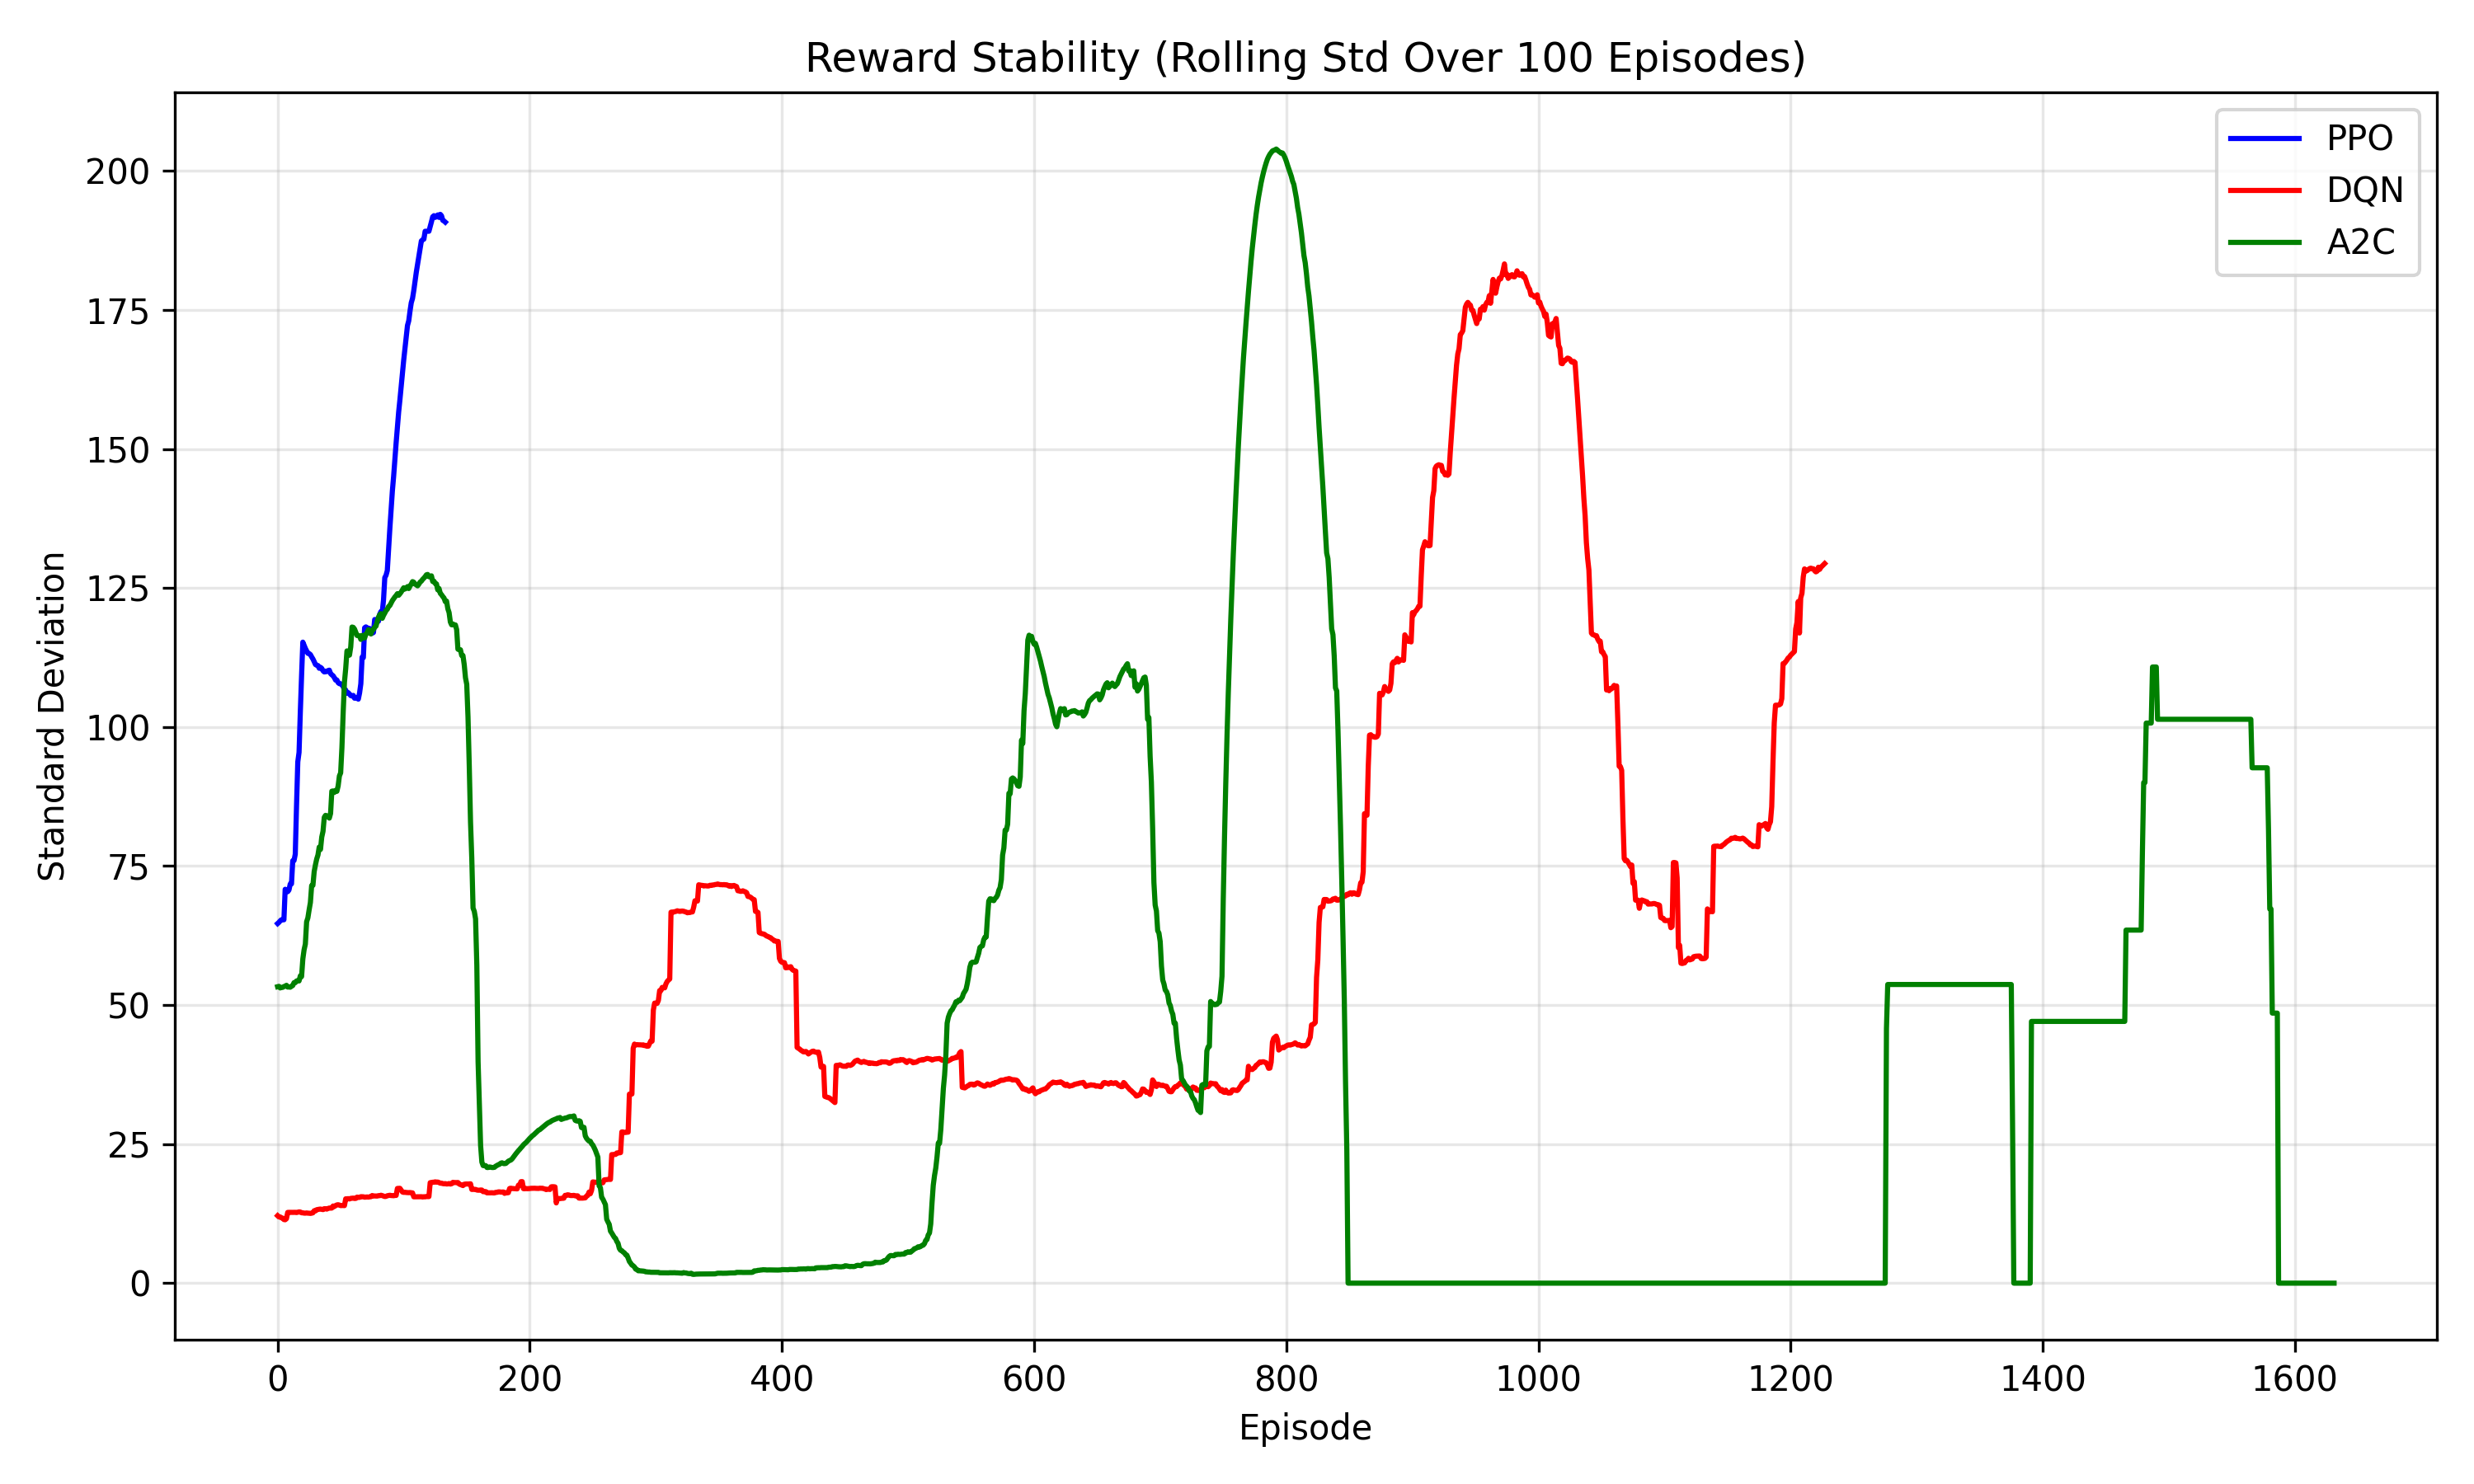 Reward Stability (Rolling Std Over 100 Episodes)
PPO
DQN
A2C
Standard Deviation
200
175
150
125
100
75
50
25
0
0 200 400 600 800 1000 1200 1400 1600
Episode